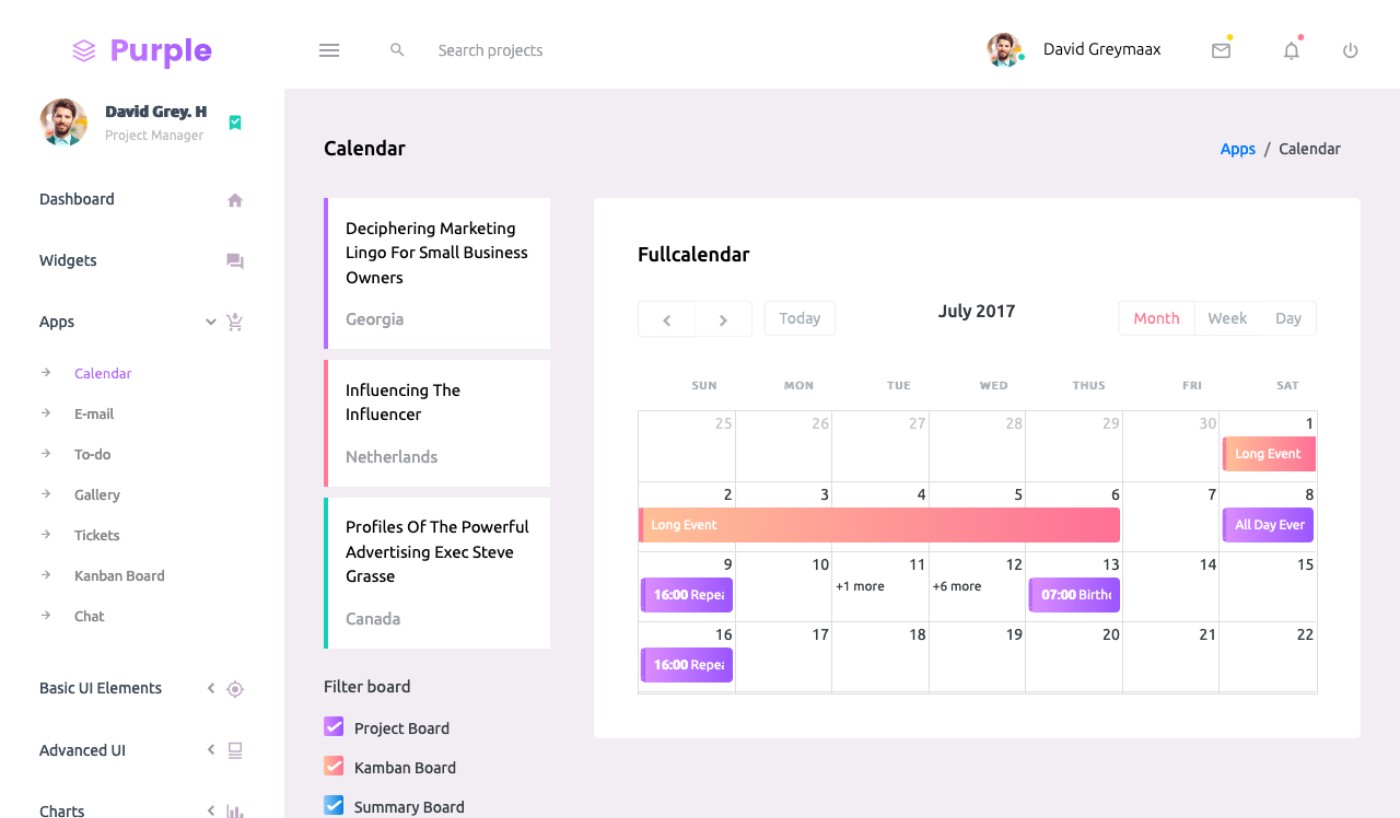 Purple
Search projects
David Greymaax
David Grey. H
Project Manager
Dashboard
Widgets
Apps
Calendar
E-mail
To-do
Gallery
Tickets
Kanban Board
Chat
Basic UI Elements
Advanced UI
Charts
Calendar
Apps / Calendar
Deciphering Marketing
Lingo For Small Business
Owners
Georgia
Influencing The
Influencer
Netherlands
Profiles Of The Powerful
Advertising Exec Steve
Grasse
Canada
Filter board
Project Board
Kamban Board
Summary Board
Fullcalendar
Today
July 2017
Month Week Day
SUN MON TUE WED THUS FRI SAT
25 26 27 28 29 30 1
Long Event
2 3 4 5 6 7 8
Long Event All Day Ever
9 10 11 12 13 14 15
16:00 Repea +1 more +6 more 07:00 Birthd
16 17 18 19 20 21 22
16:00 Repea